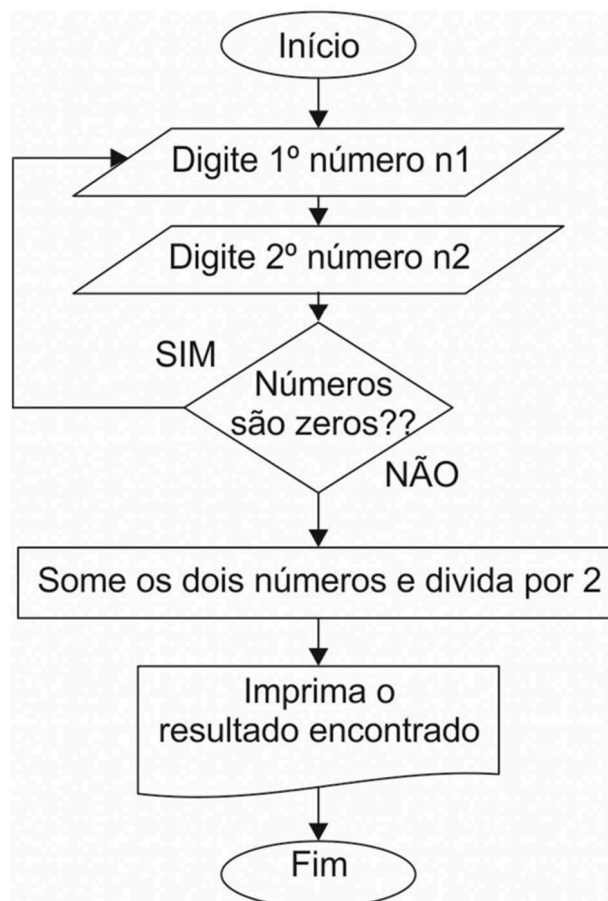 Início
Digite 1º número n1
Digite 2º número n2
SIM
Números
são zeros??
NÃO
Some os dois números e divida por 2
Imprima o
resultado encontrado
Fim